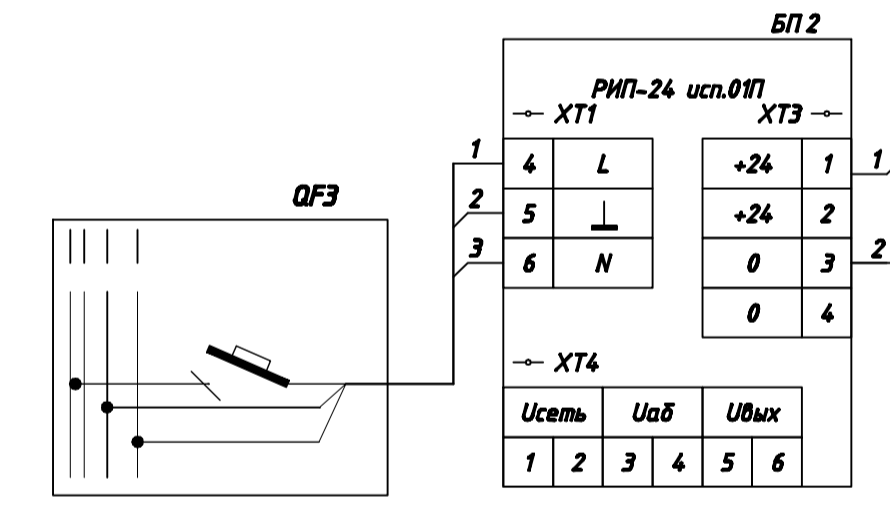 БП 2
РИП-24 исп.01П
XT1 XT3
1 4 L +24 1 1
QF3
2 5 +24 2
3 6 N 0 3 2
0 4
XT4
Uсеть Uаб Uвых
1 2 3 4 5 6